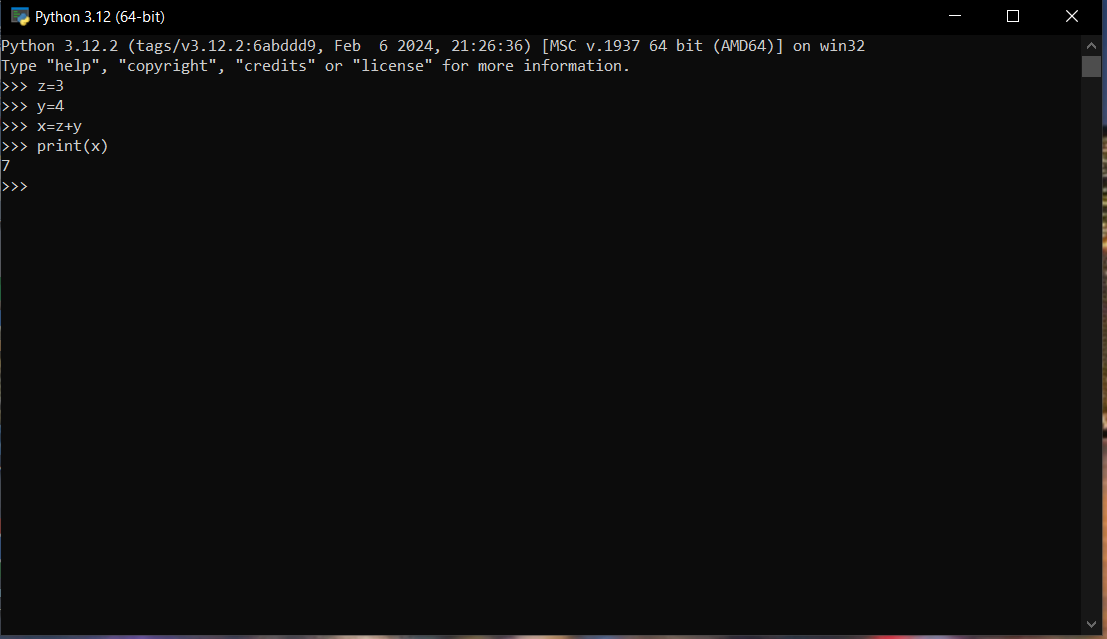 Python 3.12 (64-bit)
Python 3.12.2 (tags/v3.12.2:6abddd9, Feb  6 2024, 21:26:36) [MSC v.1937 64 bit (AMD64)] on win32
Type "help", "copyright", "credits" or "license" for more information.
>>> z=3
>>> y=4
>>> x=z+y
>>> print(x)
7
>>>